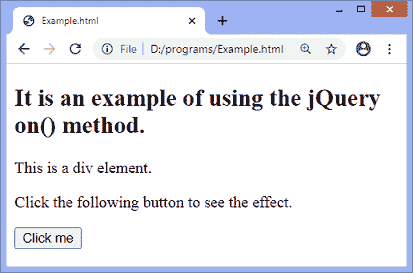 Example.html
File D:/programs/Example.html
It is an example of using the jQuery
on() method.
This is a div element.
Click the following button to see the effect.
Click me